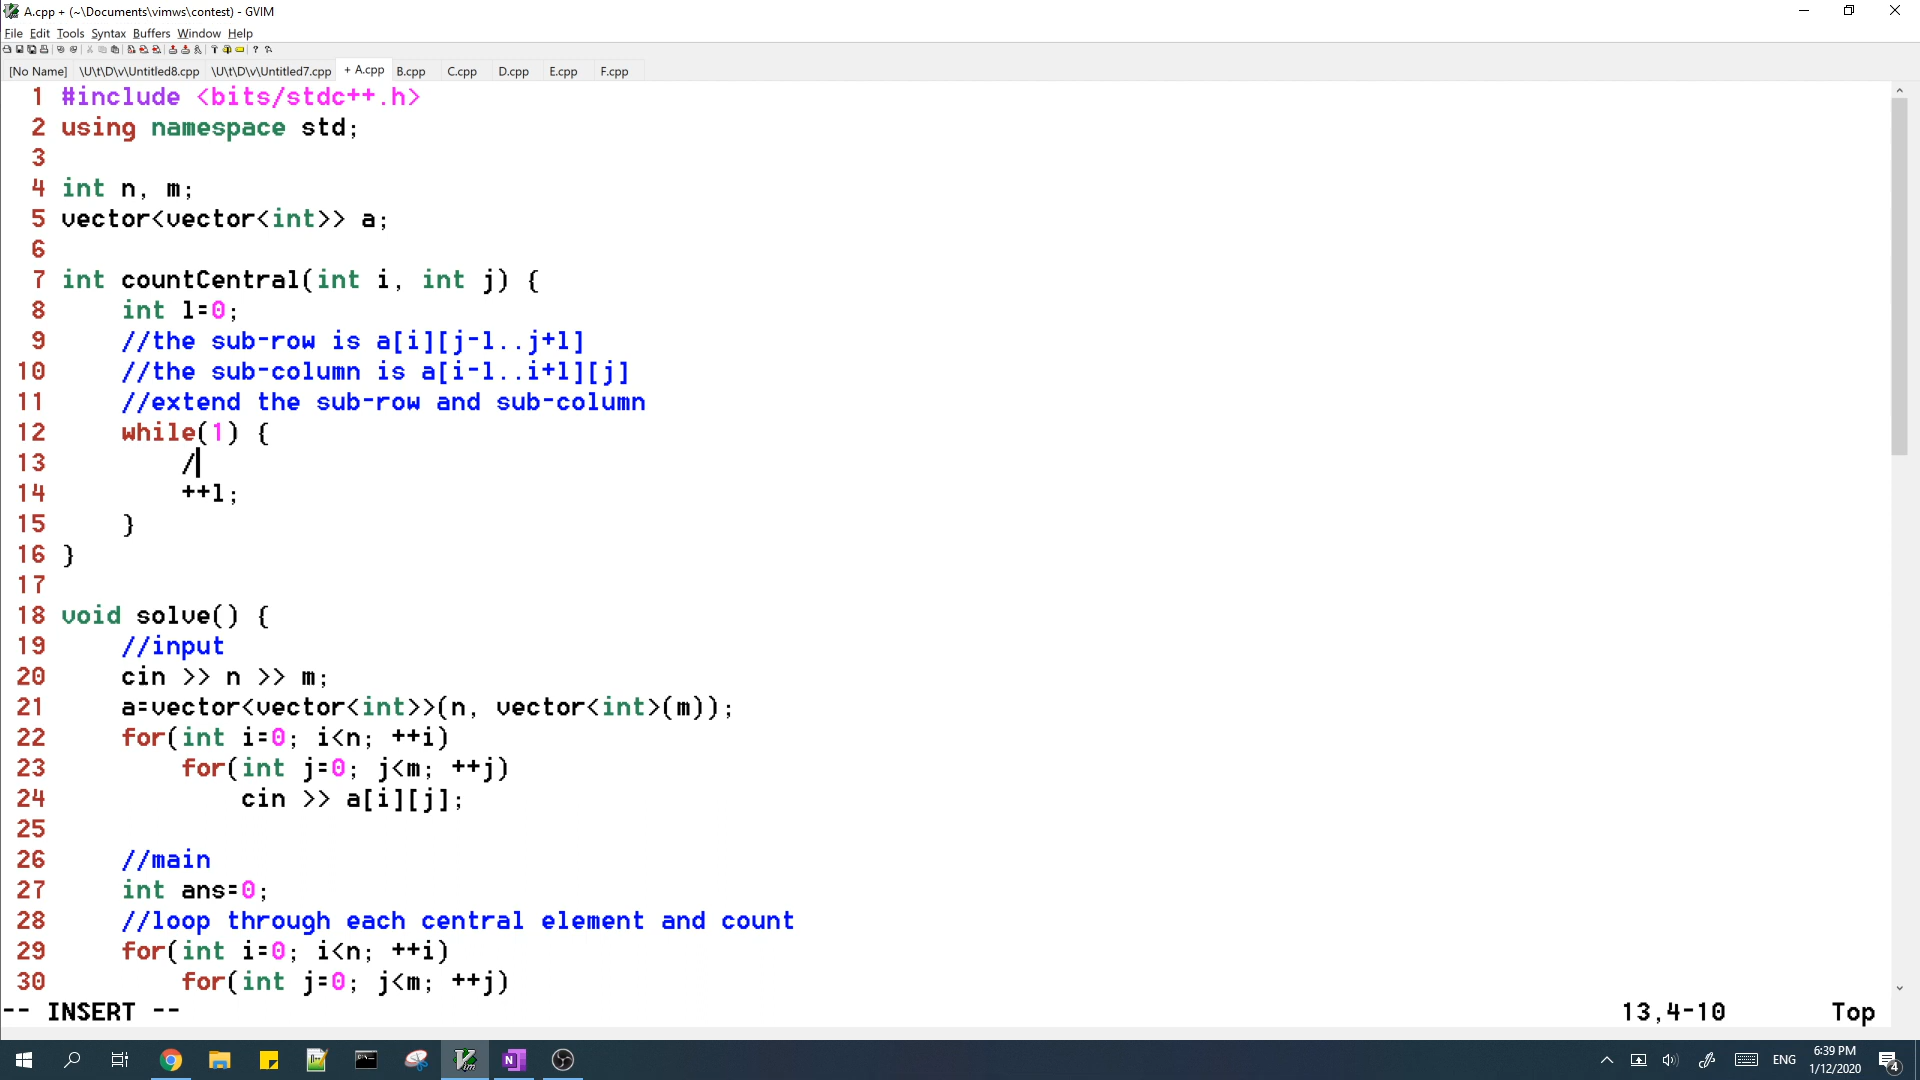 A.cpp + (~\Documents\vimws\contest) - GVIM
File Edit Tools Syntax Buffers Window Help
[No Name] \U\t\D\v\Untitled8.cpp \U\t\D\v\Untitled7.cpp + A.cpp B.cpp C.cpp D.cpp E.cpp F.cpp
1 #include <bits/stdc++.h>
2 using namespace std;
3
4 int n, m;
5 vector<vector<int>> a;
6
7 int countCentral(int i, int j) {
8     int l=0;
9     //the sub-row is a[i][j-l..j+l]
10     //the sub-column is a[i-l..i+l][j]
11     //extend the sub-row and sub-column
12     while(1) {
13         /
14         ++l;
15     }
16 }
17
18 void solve() {
19     //input
20     cin >> n >> m;
21     a=vector<vector<int>>(n, vector<int>(m));
22     for(int i=0; i<n; ++i)
23         for(int j=0; j<m; ++j)
24             cin >> a[i][j];
25
26     //main
27     int ans=0;
28     //loop through each central element and count
29     for(int i=0; i<n; ++i)
30         for(int j=0; j<m; ++j)
-- INSERT -- 13,4-10 Top
ENG 6:39 PM
1/12/2020 4